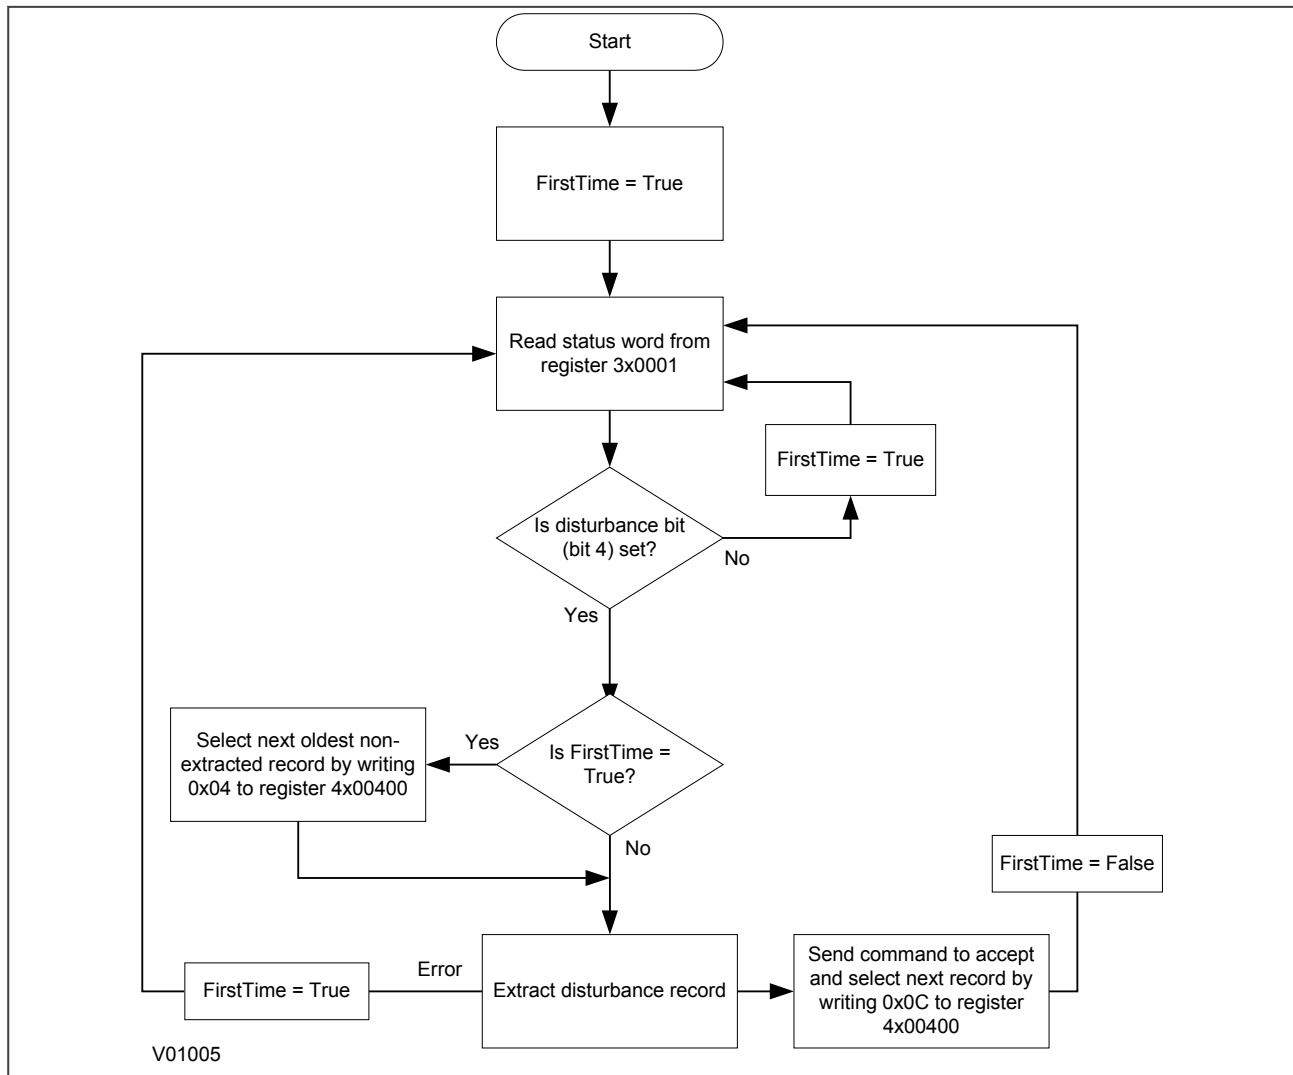 Start
FirstTime = True
Read status word from
register 3x0001
FirstTime = True
Is disturbance bit
(bit 4) set?
No
Yes
Select next oldest non-
extracted record by writing
0x04 to register 4x00400
Yes
Is FirstTime =
True?
No
FirstTime = False
FirstTime = True
Error
Extract disturbance record
Send command to accept
and select next record by
writing 0x0C to register
4x00400
V01005